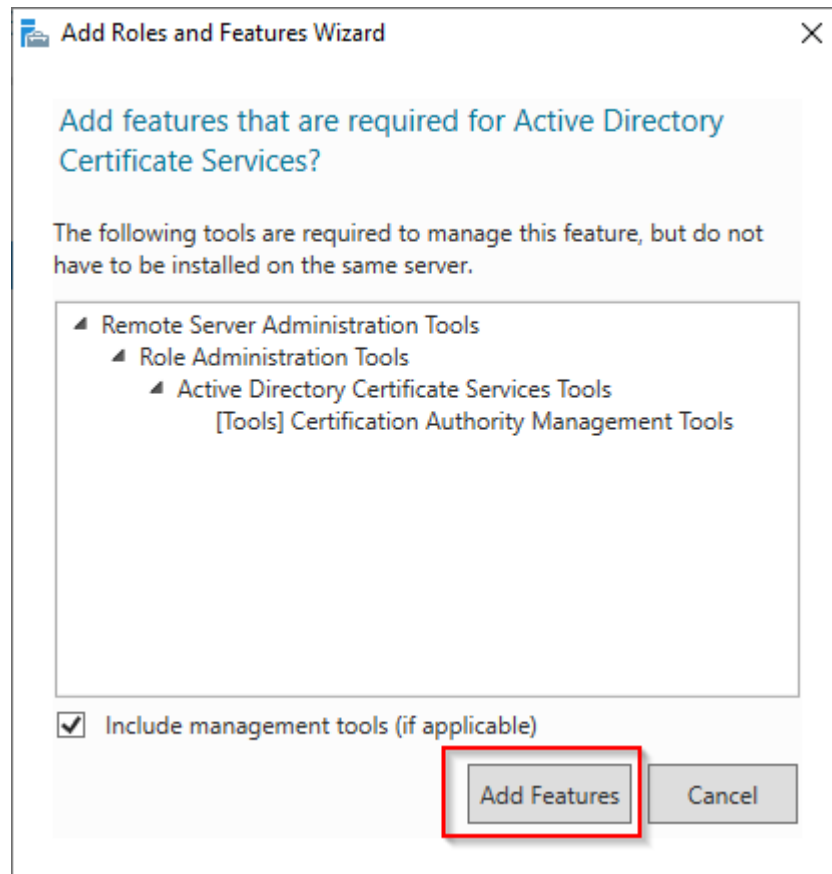 Add Roles and Features Wizard
Add features that are required for Active Directory
Certificate Services?
The following tools are required to manage this feature, but do not
have to be installed on the same server.
Remote Server Administration Tools
Role Administration Tools
Active Directory Certificate Services Tools
[Tools] Certification Authority Management Tools
Include management tools (if applicable)
Add Features
Cancel